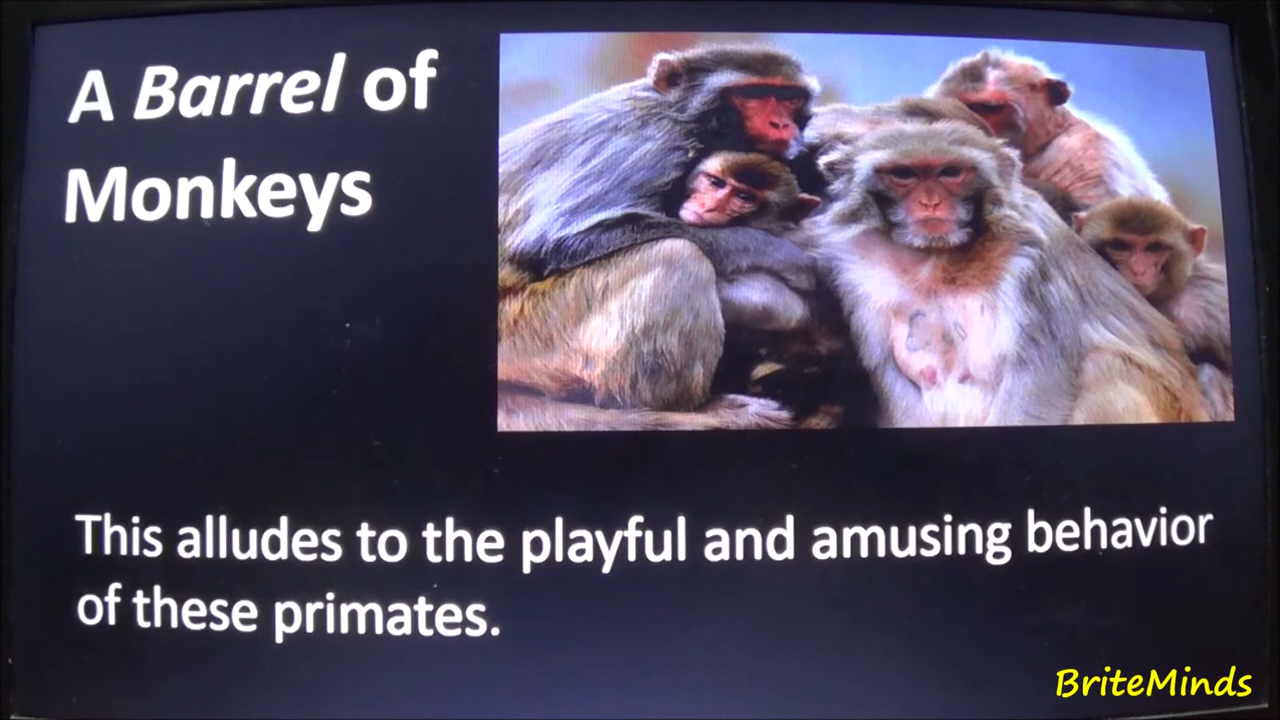 A Barrel of
Monkeys
This alludes to the playful and amusing behavior
of these primates.
BriteMinds